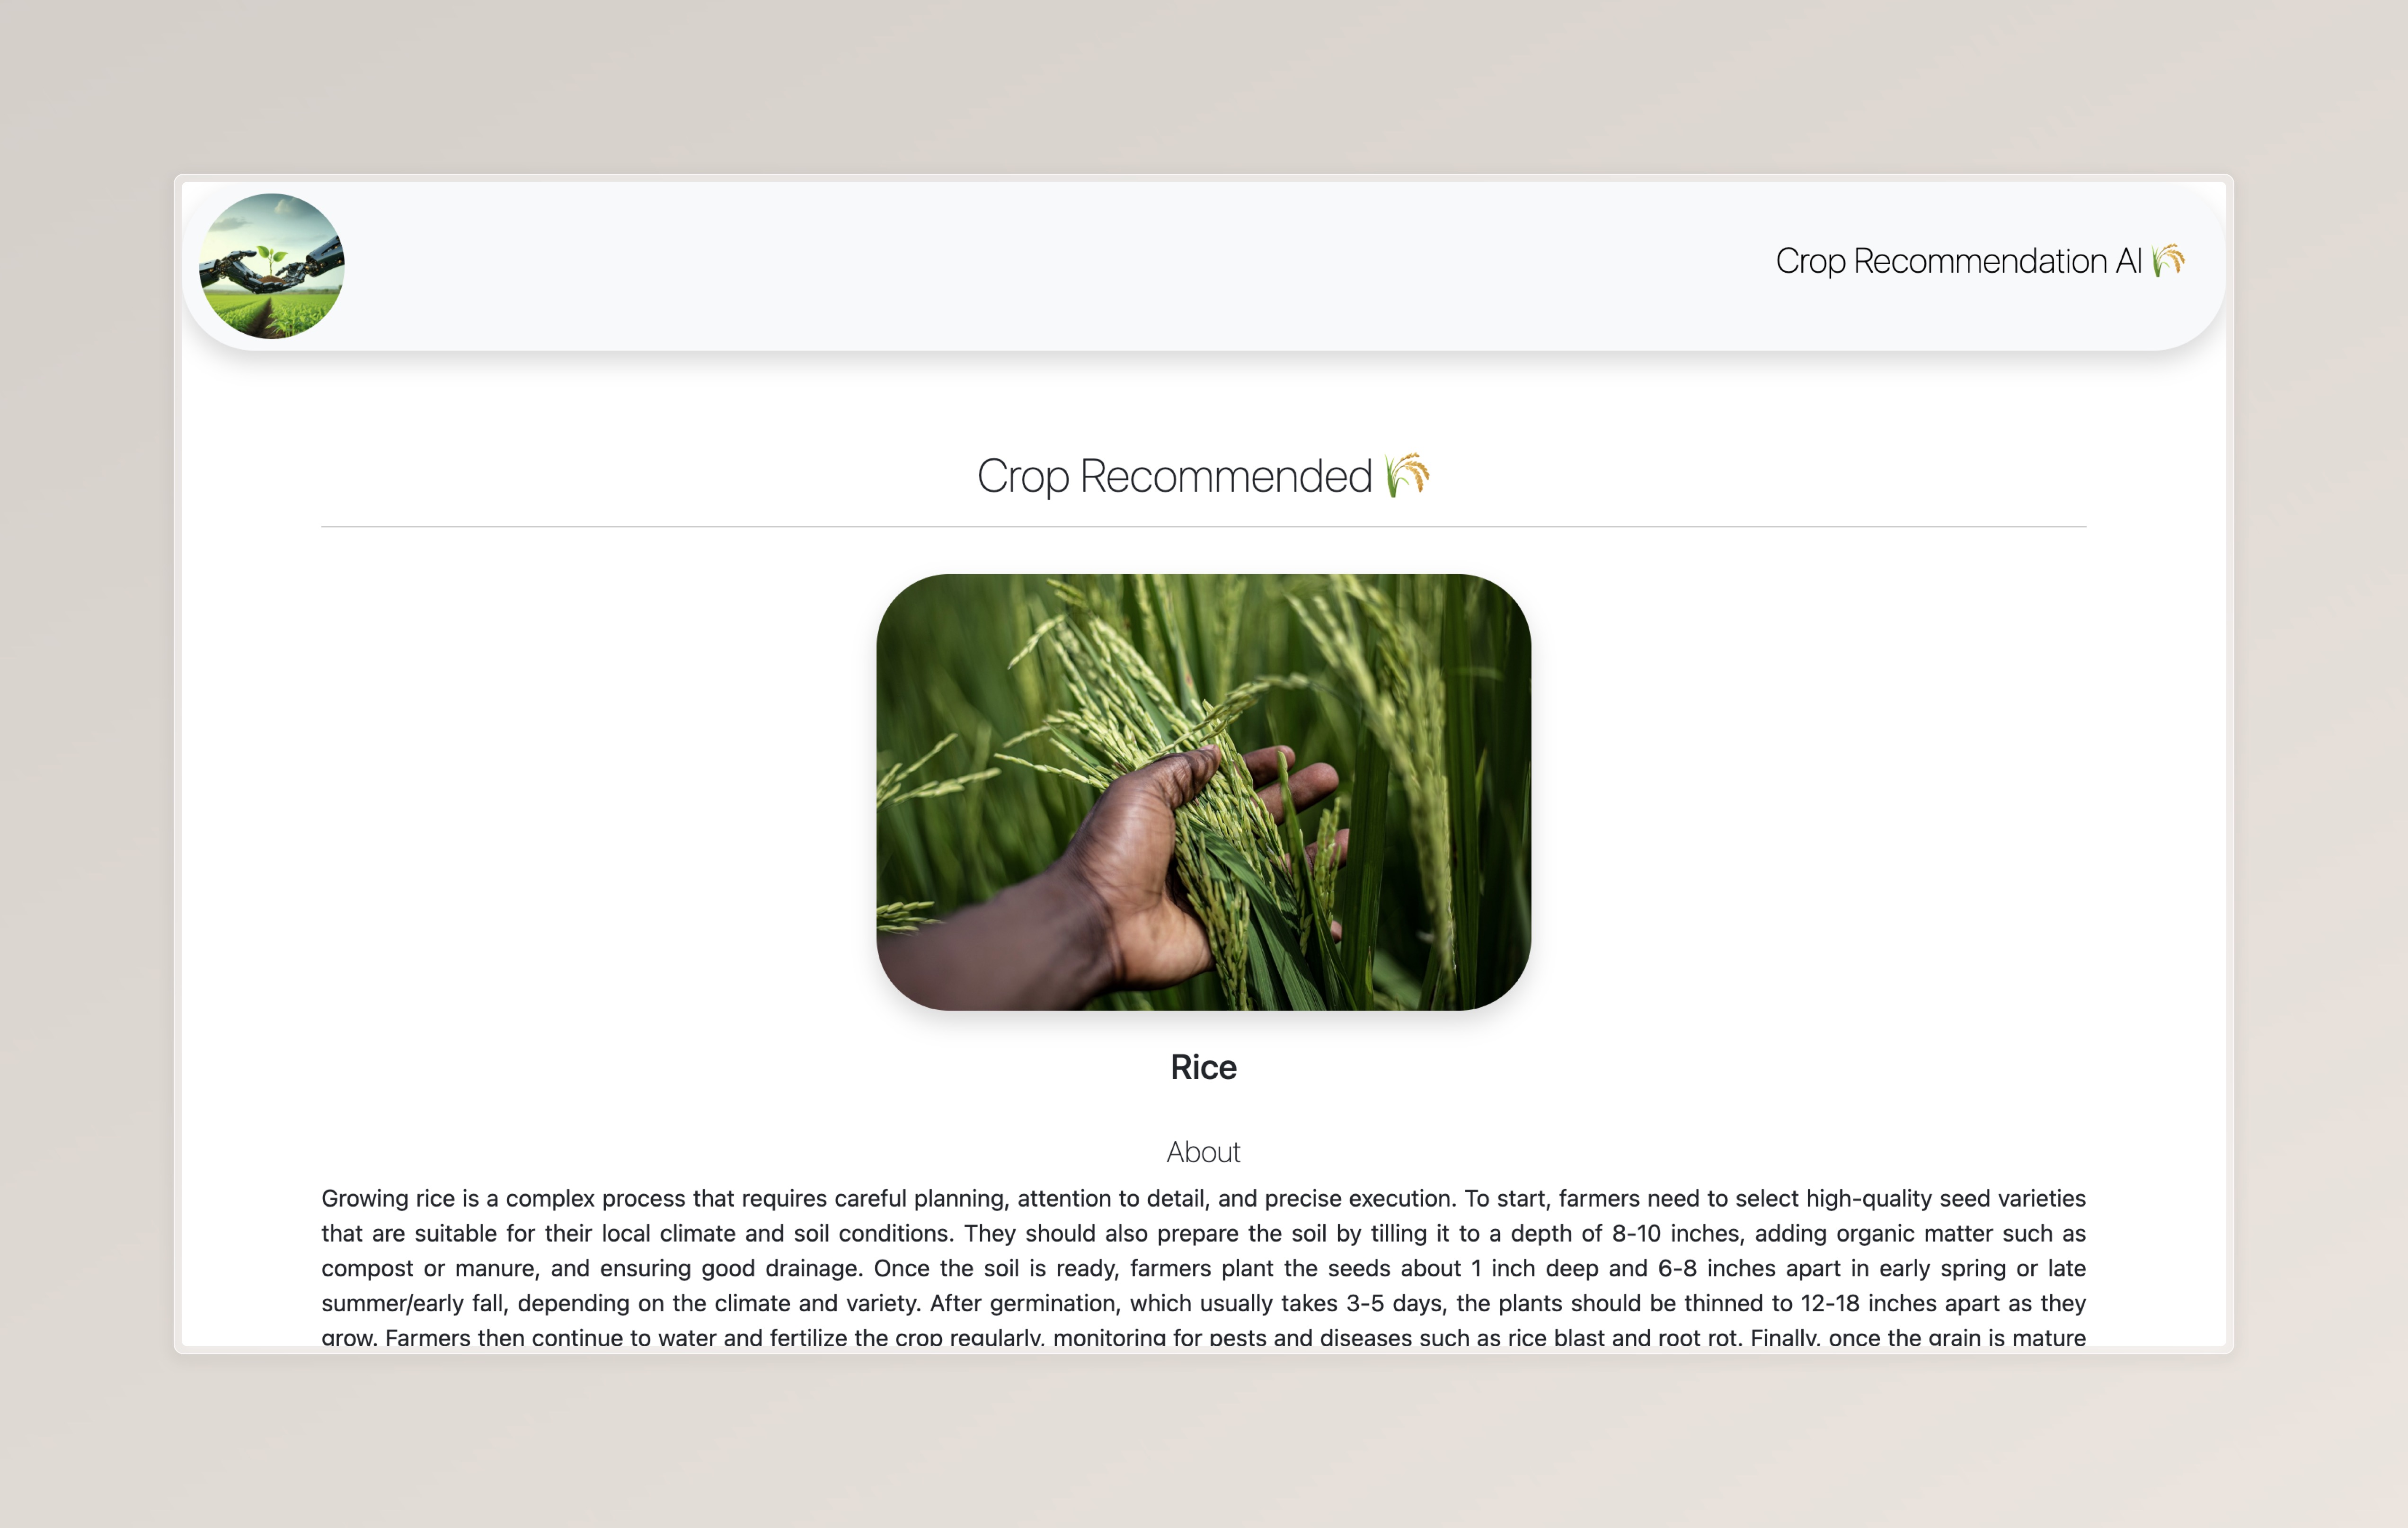 Crop Recommendation AI 🌾
Crop Recommended 🌾
Rice
About
Growing rice is a complex process that requires careful planning, attention to detail, and precise execution. To start, farmers need to select high-quality seed varieties
that are suitable for their local climate and soil conditions. They should also prepare the soil by tilling it to a depth of 8-10 inches, adding organic matter such as
compost or manure, and ensuring good drainage. Once the soil is ready, farmers plant the seeds about 1 inch deep and 6-8 inches apart in early spring or late
summer/early fall, depending on the climate and variety. After germination, which usually takes 3-5 days, the plants should be thinned to 12-18 inches apart as they
grow. Farmers then continue to water and fertilize the crop regularly, monitoring for pests and diseases such as rice blast and root rot. Finally, once the grain is mature